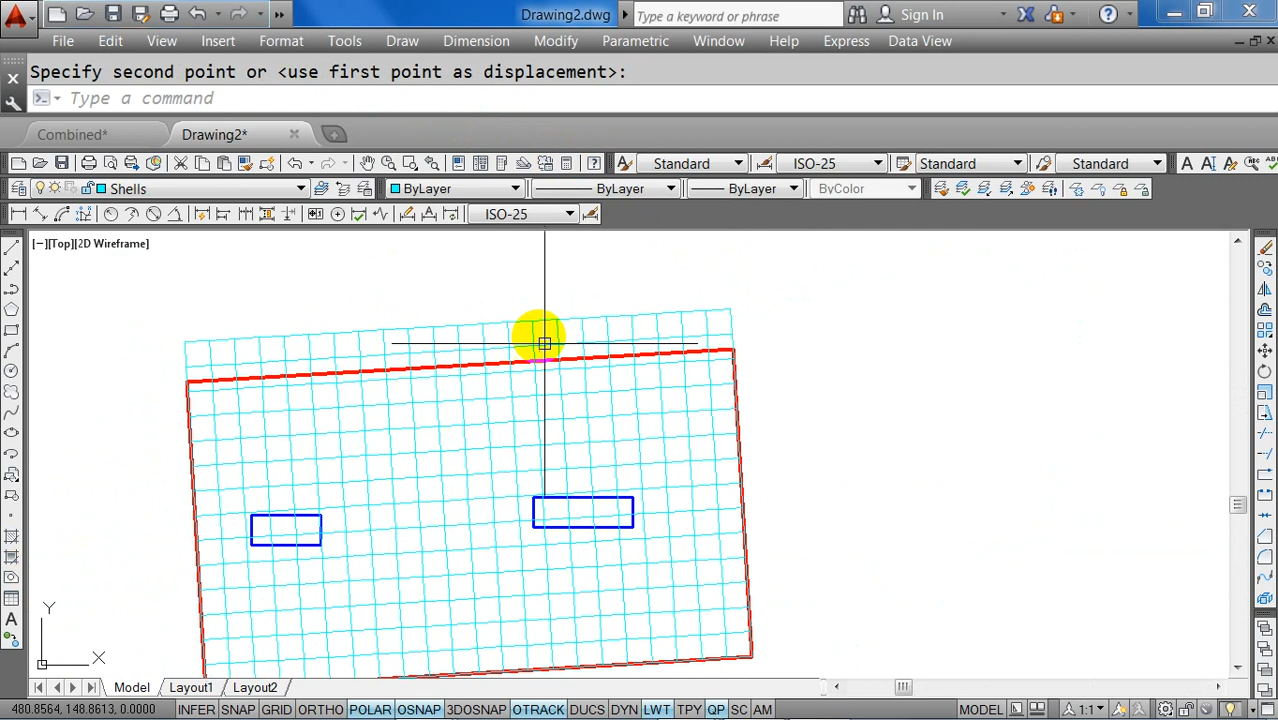 Drawing2.dwg Type a keyword or phrase Sign In
File Edit View Insert Format Tools Draw Dimension Modify Parametric Window Help Express Data View
Specify second point or <use first point as displacement>:
Type a command
Combined* Drawing2*
Standard ISO-25 Standard Standard
Shells ByLayer ByLayer ByLayer ByColor
ISO-25
[−][Top][2D Wireframe]
Y
X
Model Layout1 Layout2
480.8564, 148.8613, 0.0000 INFER SNAP GRID ORTHO POLAR OSNAP 3DOSNAP OTRACK DUCS DYN LWT TPY QP SC AM MODEL 1:1